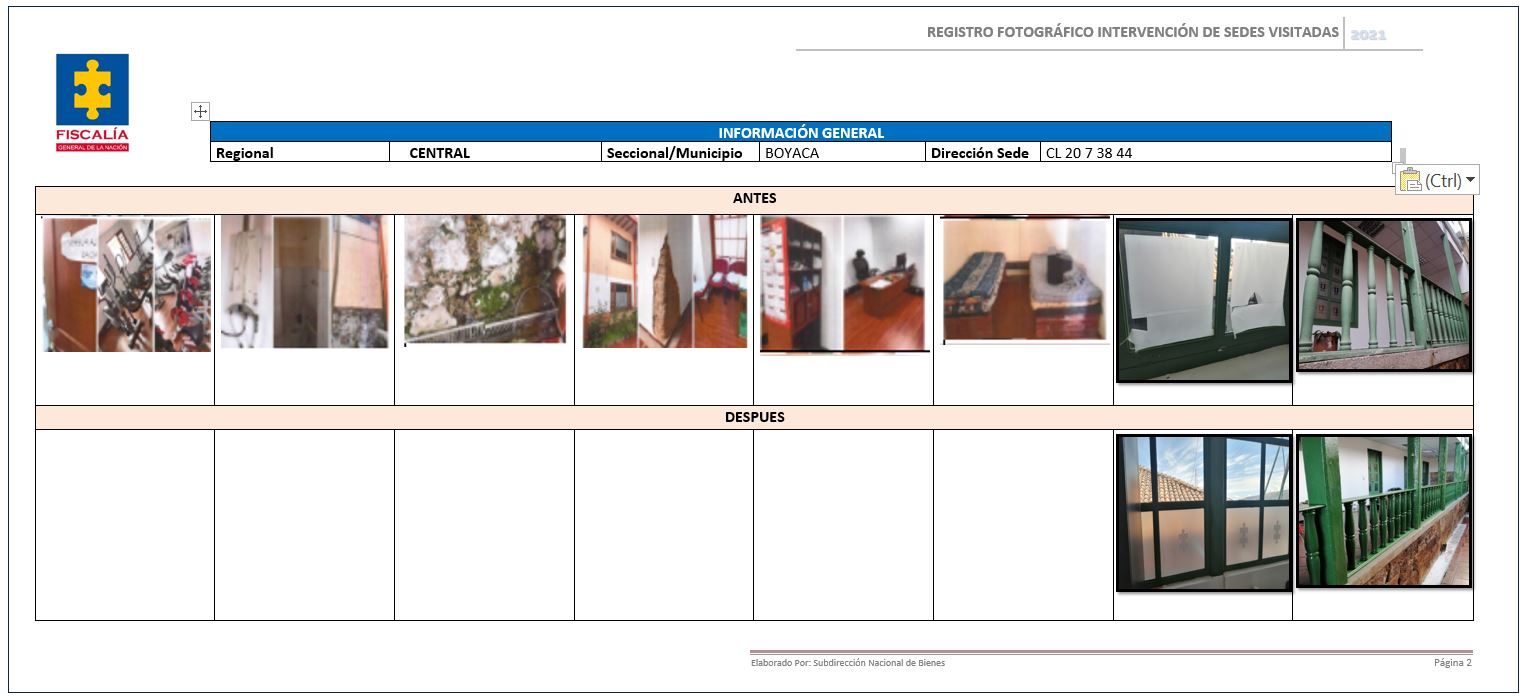 REGISTRO FOTOGRÁFICO INTERVENCIÓN DE SEDES VISITADAS 2021
FISCALÍA
GENERAL DE LA NACIÓN
INFORMACIÓN GENERAL
Regional CENTRAL Seccional/Municipio BOYACA Dirección Sede CL 20 7 38 44
(Ctrl)
ANTES
DESPUES
Elaborado Por: Subdirección Nacional de Bienes Página 2